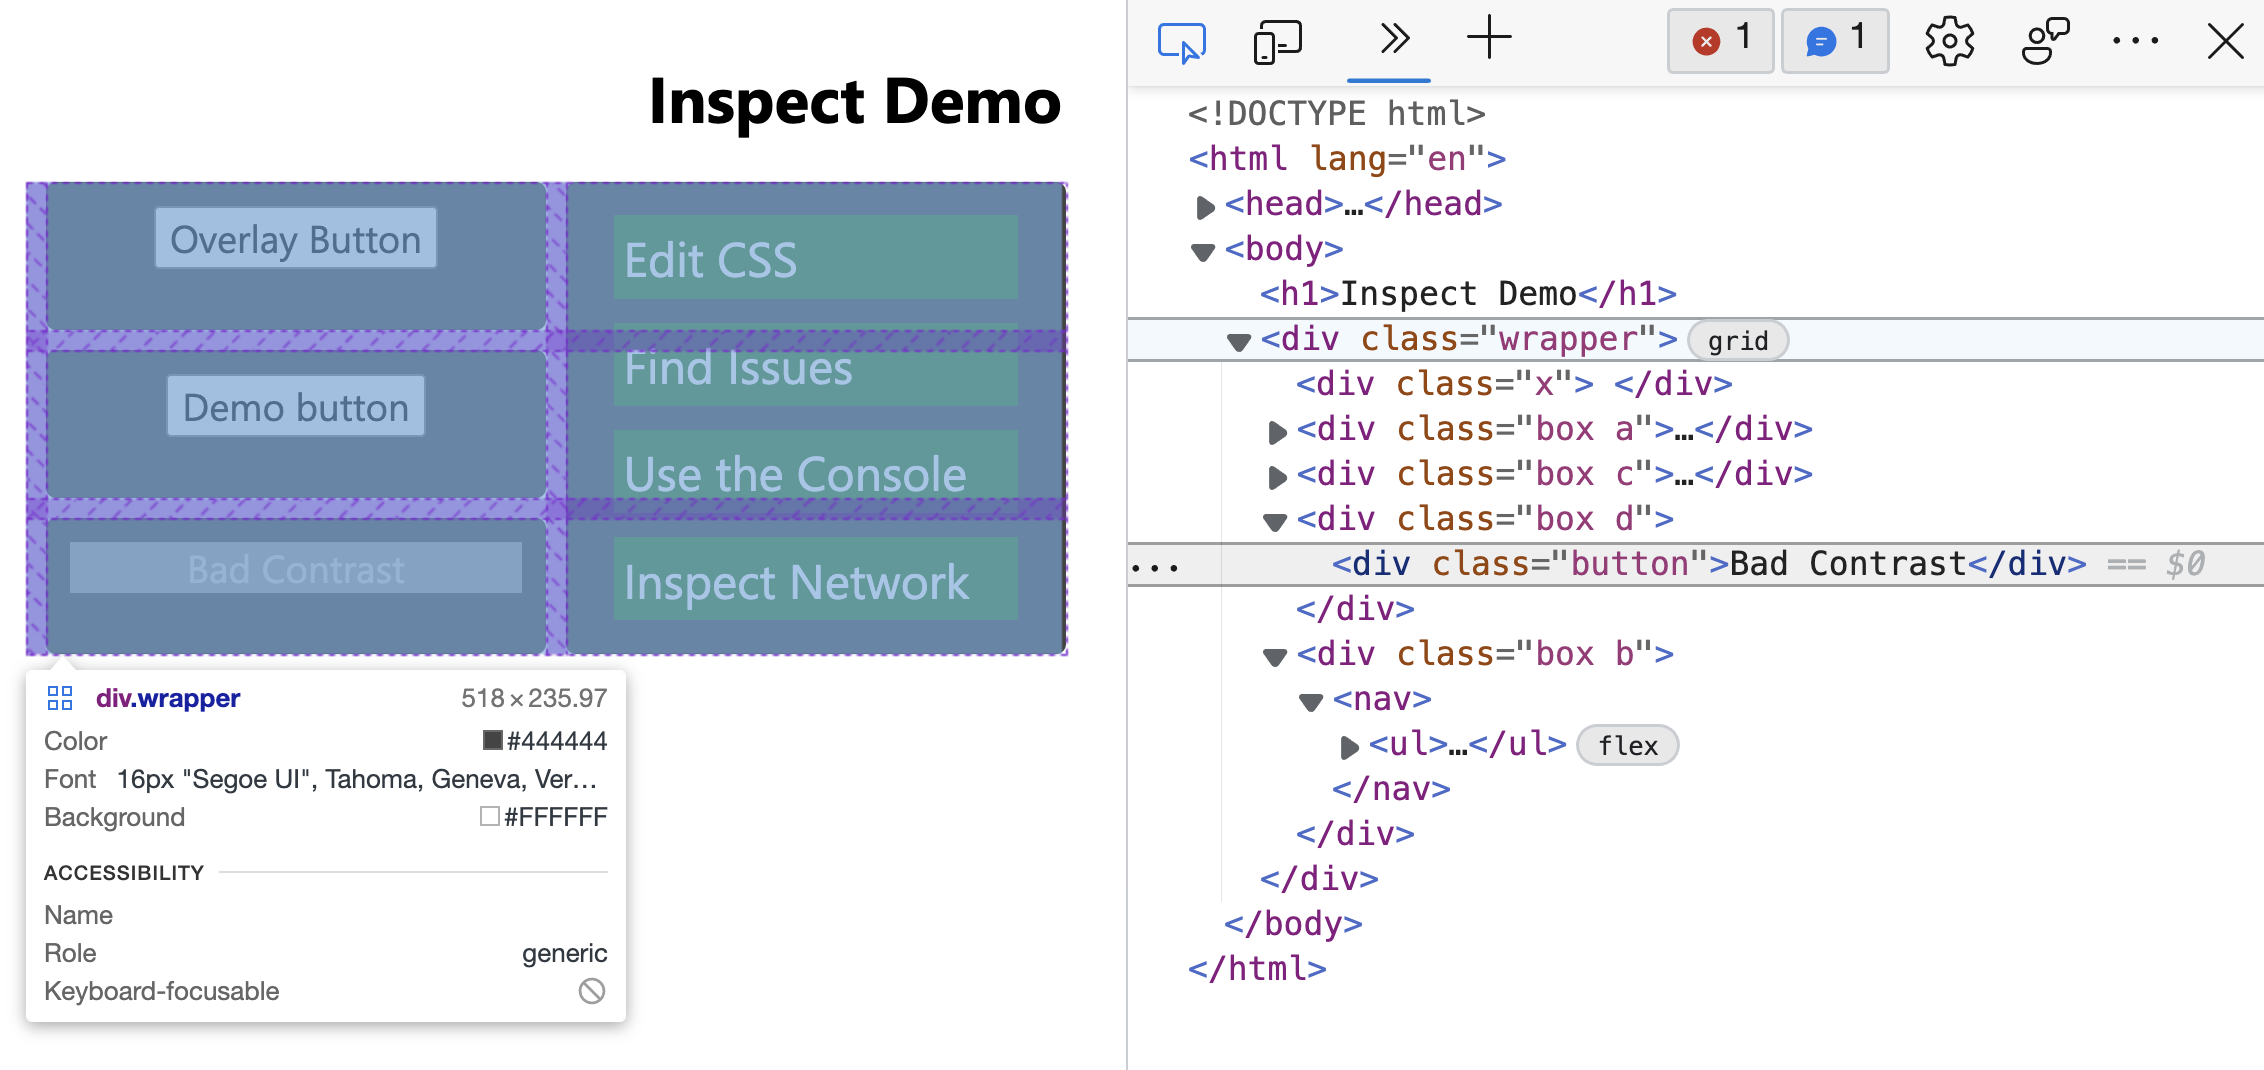 Inspect Demo
Overlay Button
Demo button
Bad Contrast
Edit CSS
Find Issues
Use the Console
Inspect Network
div.wrapper 518×235.97
Color #444444
Font 16px "Segoe UI", Tahoma, Geneva, Ver…
Background #FFFFFF
ACCESSIBILITY
Name
Role generic
Keyboard-focusable
1 1
<!DOCTYPE html>
<html lang="en">
<head>…</head>
<body>
<h1>Inspect Demo</h1>
<div class="wrapper"> grid
<div class="x"> </div>
<div class="box a">…</div>
<div class="box c">…</div>
<div class="box d">
<div class="button">Bad Contrast</div> == $0
</div>
<div class="box b">
<nav>
<ul>…</ul> flex
</nav>
</div>
</div>
</body>
</html>